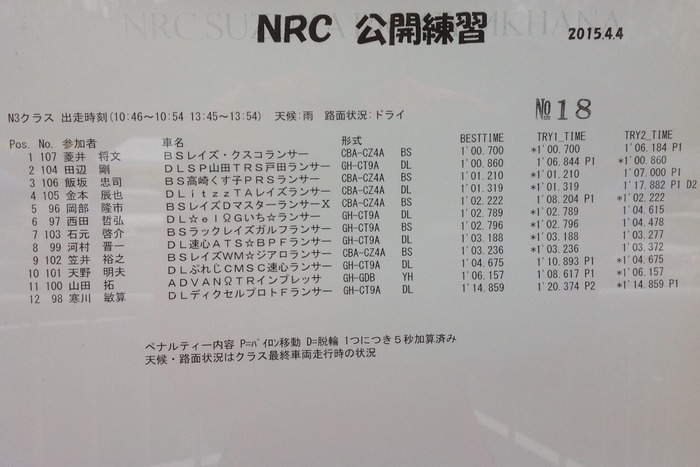 NRC 公開練習 2015.4.4
№18
N3クラス 出走時刻(10:46~10:54 13:45~13:54) 天候:雨 路面状況:ドライ
Pos. No 参加者 車名 形式 BESTTIME TRY1_TIME TRY2_TIME
1 107 菱井 将文 BSレイズ・クスコランサー CBA-CZ4A BS 1'00.700 *1'00.700 1'06.184 P1
2 104 田辺 剛 DLSP山田TRS戸田ランサー GH-CT9A DL 1'00.860 1'06.844 P1 *1'00.860
3 106 飯坂 忠司 BS高崎くす子PRSランサー CBA-CZ4A BS 1'01.210 *1'01.210 1'07.000 P1
4 105 金本 辰也 DLitzzTAレイズランサー CBA-CZ4A DL 1'01.319 *1'01.319 1'17.882 P1 D2
5 96 岡部 隆市 BSレイズDマスターランサーX CBA-CZ4A BS 1'02.222 1'08.204 P1 *1'02.222
6 97 西田 哲弘 DL☆elΩGいち☆ランサー GH-CT9A DL 1'02.789 *1'02.789 1'04.615
7 103 石元 啓介 BSラックレイズガルフランサー GH-CT9A BS 1'02.796 *1'02.796 1'04.478
8 99 河村 晋一 DL速心ATS☆BPFランサー GH-CT9A DL 1'03.188 *1'03.188 1'03.277
9 102 笠井 裕之 BSレイズWM☆ジアロランサー CBA-CZ4A BS 1'03.236 *1'03.236 1'03.372
10 101 天野 明夫 DLぷれじCMSC速心ランサー GH-CT9A DL 1'04.675 1'10.893 P1 *1'04.675
11 100 山田 拓 ADVANΩTRインプレッサ GH-GDB YH 1'06.157 1'08.617 P1 *1'06.157
12 98 寒川 敏算 DLディクセルプロトFランサー GH-CT9A DL 1'14.859 1'20.374 P2 *1'14.859 P1
ペナルティー内容 P=パイロン移動 D=脱輪 1つにつき5秒加算済み
天候・路面状況はクラス最終車両走行時の状況